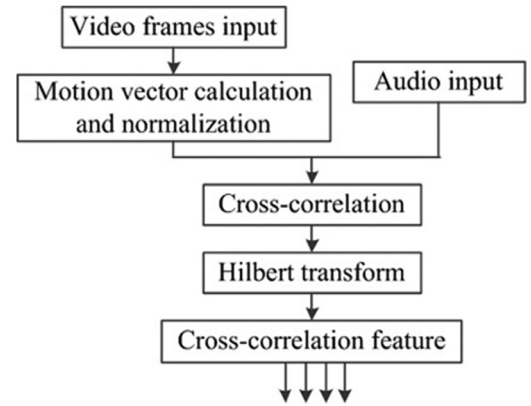 Video frames input
Audio input
Motion vector calculation
and normalization
Cross-correlation
Hilbert transform
Cross-correlation feature